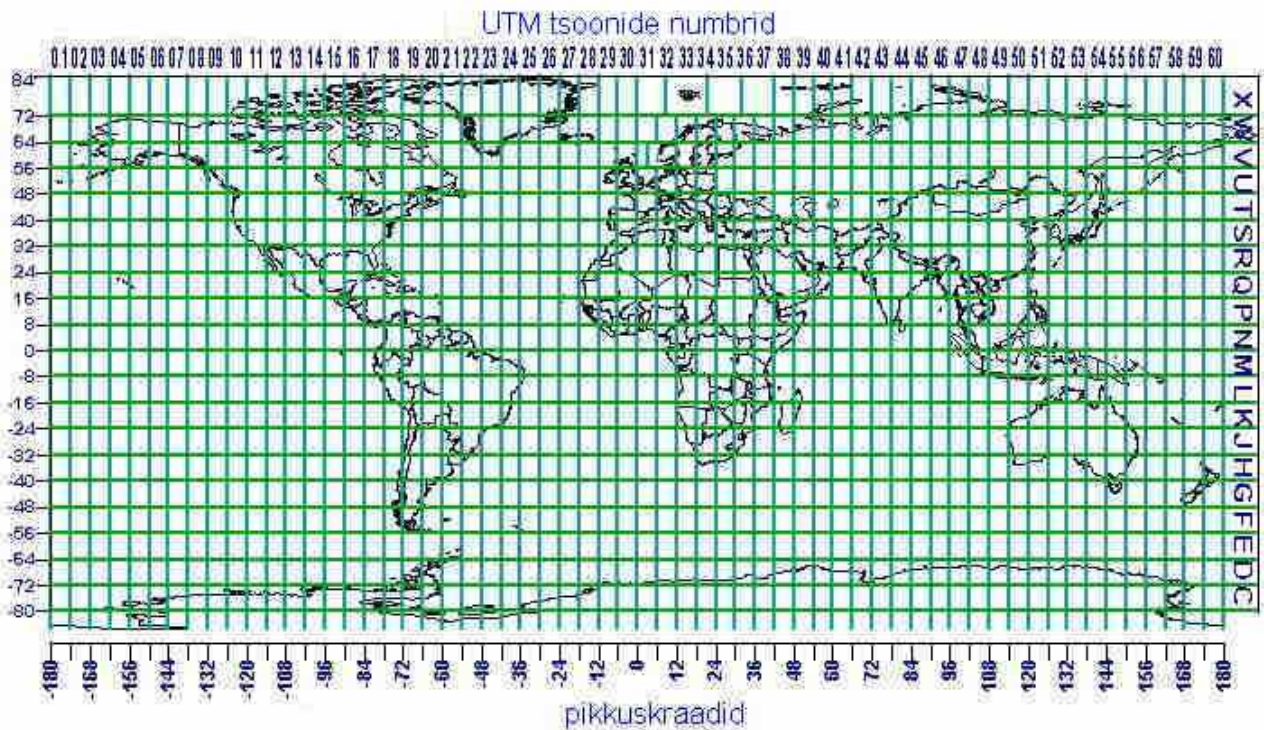 UTM tsoonide numbrid
01 02 03 04 05 06 07 08 09 10 11 12 13 14 15 16 17 18 19 20 21 22 23 24 25 26 27 28 29 30 31 32 33 34 35 36 37 38 39 40 41 42 43 44 45 46 47 48 49 50 51 52 53 54 55 56 57 58 59 60
84
72
64
56
48
40
32
24
16
8
0
-8
-16
-24
-32
-40
-48
-56
-64
-72
-80
X
W
V
U
T
S
R
Q
P
N
M
L
K
J
H
G
F
E
D
C
-180 -168 -156 -144 -132 -120 -108 -96 -84 -72 -60 -48 -36 -24 -12 0 12 24 36 48 60 72 84 96 108 120 132 144 156 168 180
pikkuskraadid